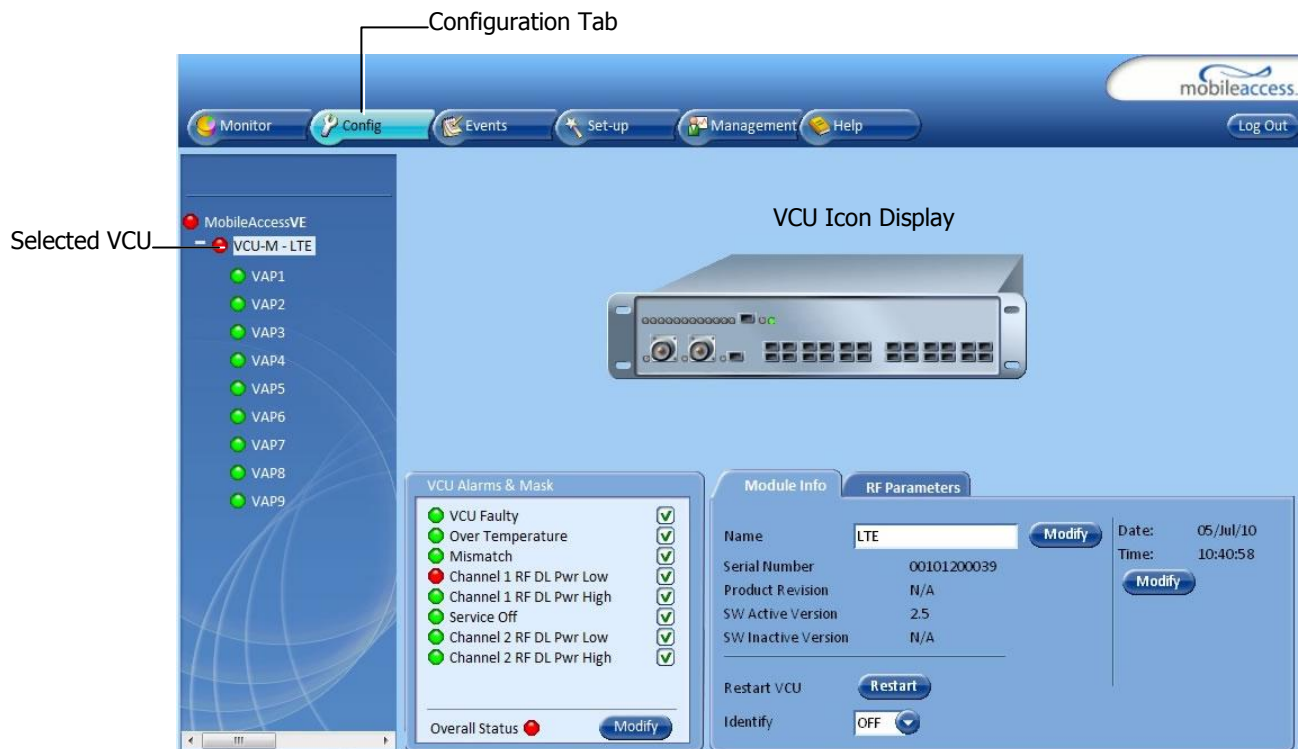 Configuration Tab
mobileaccess.
Monitor
Config
Events
Set-up
Management
Help
Log Out
MobileAccessVE
Selected VCU
VCU-M - LTE
VAP1
VAP2
VAP3
VAP4
VAP5
VAP6
VAP7
VAP8
VAP9
VCU Icon Display
VCU Alarms & Mask
VCU Faulty
Over Temperature
Mismatch
Channel 1 RF DL Pwr Low
Channel 1 RF DL Pwr High
Service Off
Channel 2 RF DL Pwr Low
Channel 2 RF DL Pwr High
Overall Status
Modify
Module Info
RF Parameters
Name
LTE
Modify
Serial Number 00101200039
Product Revision N/A
SW Active Version 2.5
SW Inactive Version N/A
Restart VCU
Restart
Identify
OFF
Date: 05/Jul/10
Time: 10:40:58
Modify